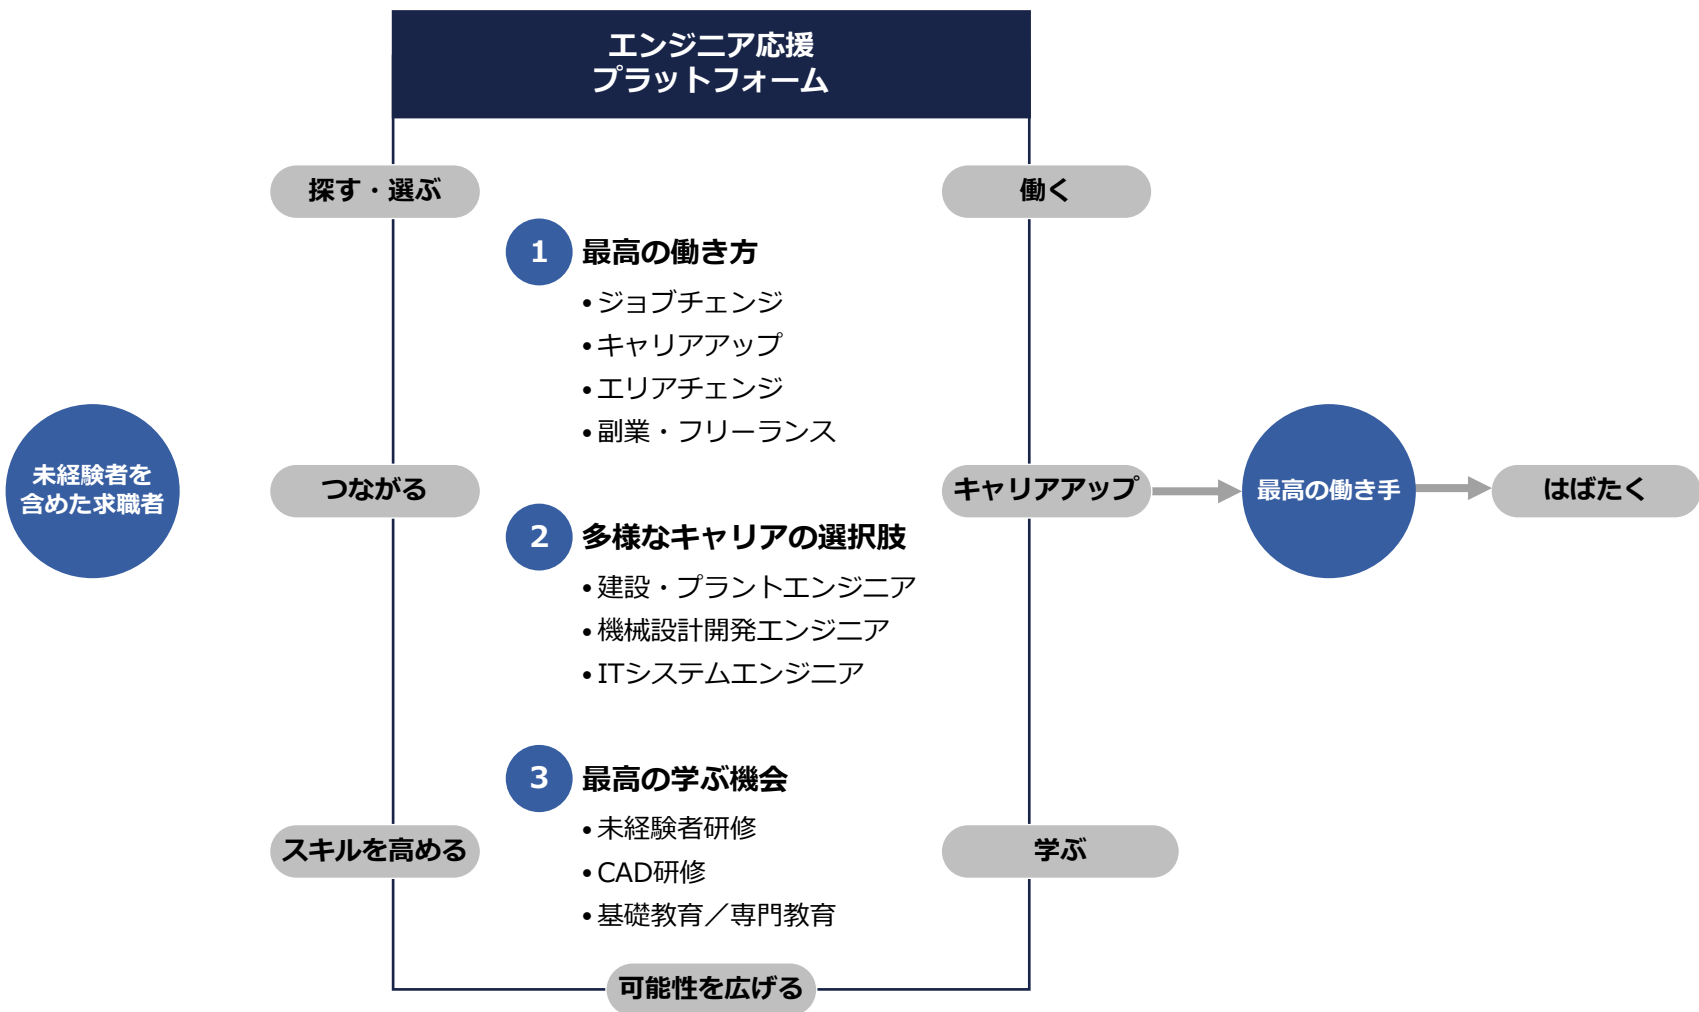 エンジニア応援
プラットフォーム
探す・選ぶ
働く
1 最高の働き方
•ジョブチェンジ
•キャリアアップ
•エリアチェンジ
•副業・フリーランス
未経験者を
含めた求職者
つながる
キャリアアップ
最高の働き手
はばたく
2 多様なキャリアの選択肢
•建設・プラントエンジニア
•機械設計開発エンジニア
•ITシステムエンジニア
3 最高の学ぶ機会
•未経験者研修
•CAD研修
•基礎教育／専門教育
スキルを高める
学ぶ
可能性を広げる